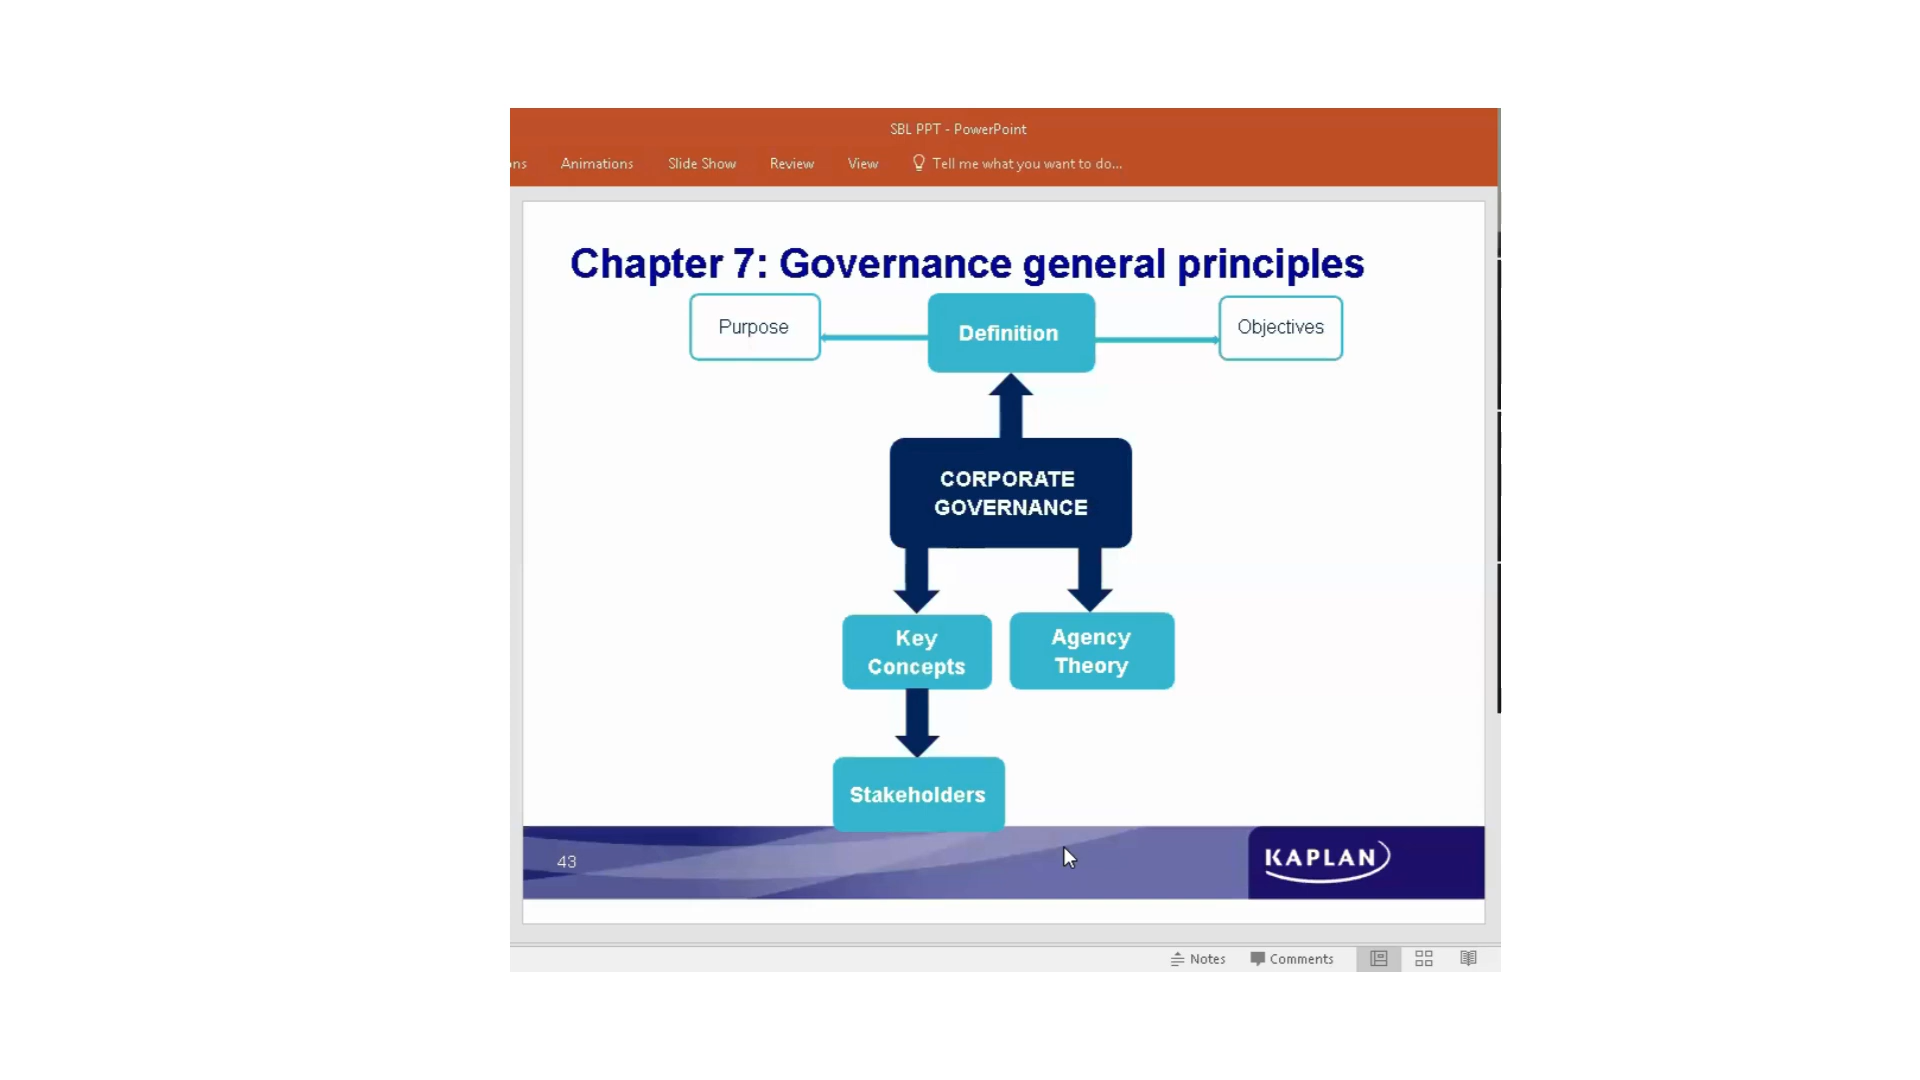 SBL PPT - PowerPoint
ns Animations Slide Show Review View Tell me what you want to do...
Chapter 7: Governance general principles
Purpose
Definition
Objectives
CORPORATE
GOVERNANCE
Key
Concepts
Agency
Theory
Stakeholders
43
KAPLAN
Notes Comments